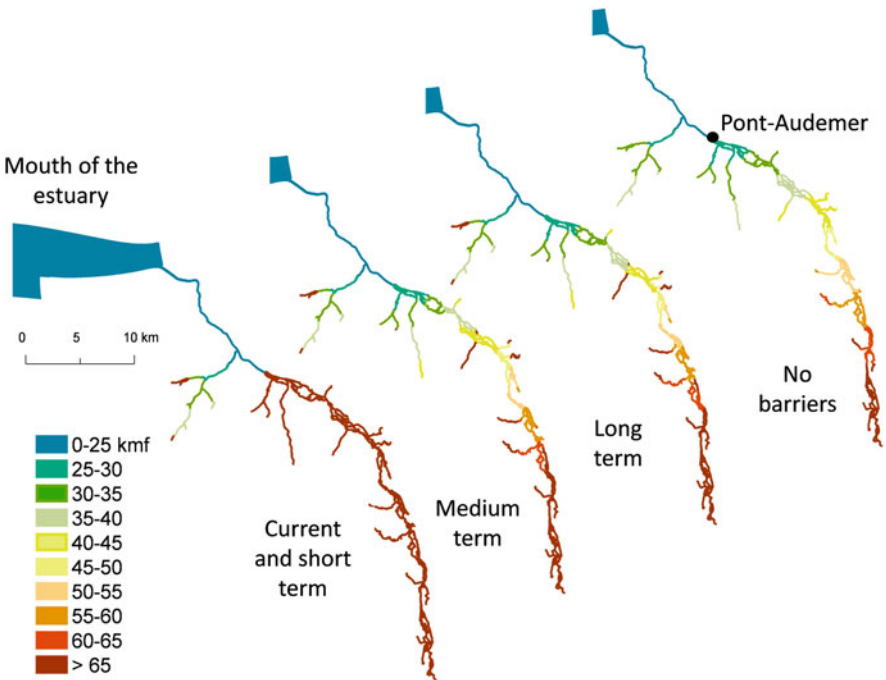 Pont-Audemer
Mouth of the
estuary
0 5 10 km
No
barriers
Long
term
Medium
term
Current
and short
term
0-25 kmf
25-30
30-35
35-40
40-45
45-50
50-55
55-60
60-65
> 65